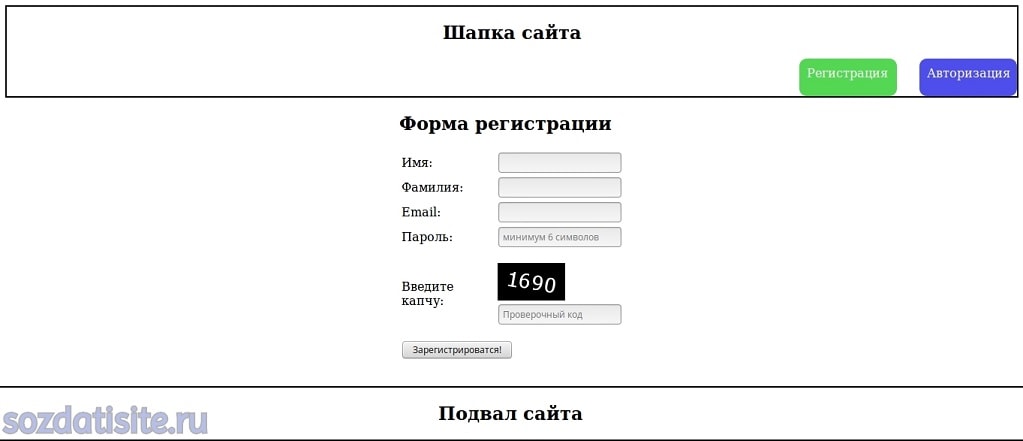 Шапка сайта
Регистрация Авторизация
Форма регистрации
Имя:
Фамилия:
Email:
Пароль: минимум 6 символов
1690
Введите
капчу:
Проверочный код
Зарегистрироватся!
Подвал сайта
sozdatisite.ru